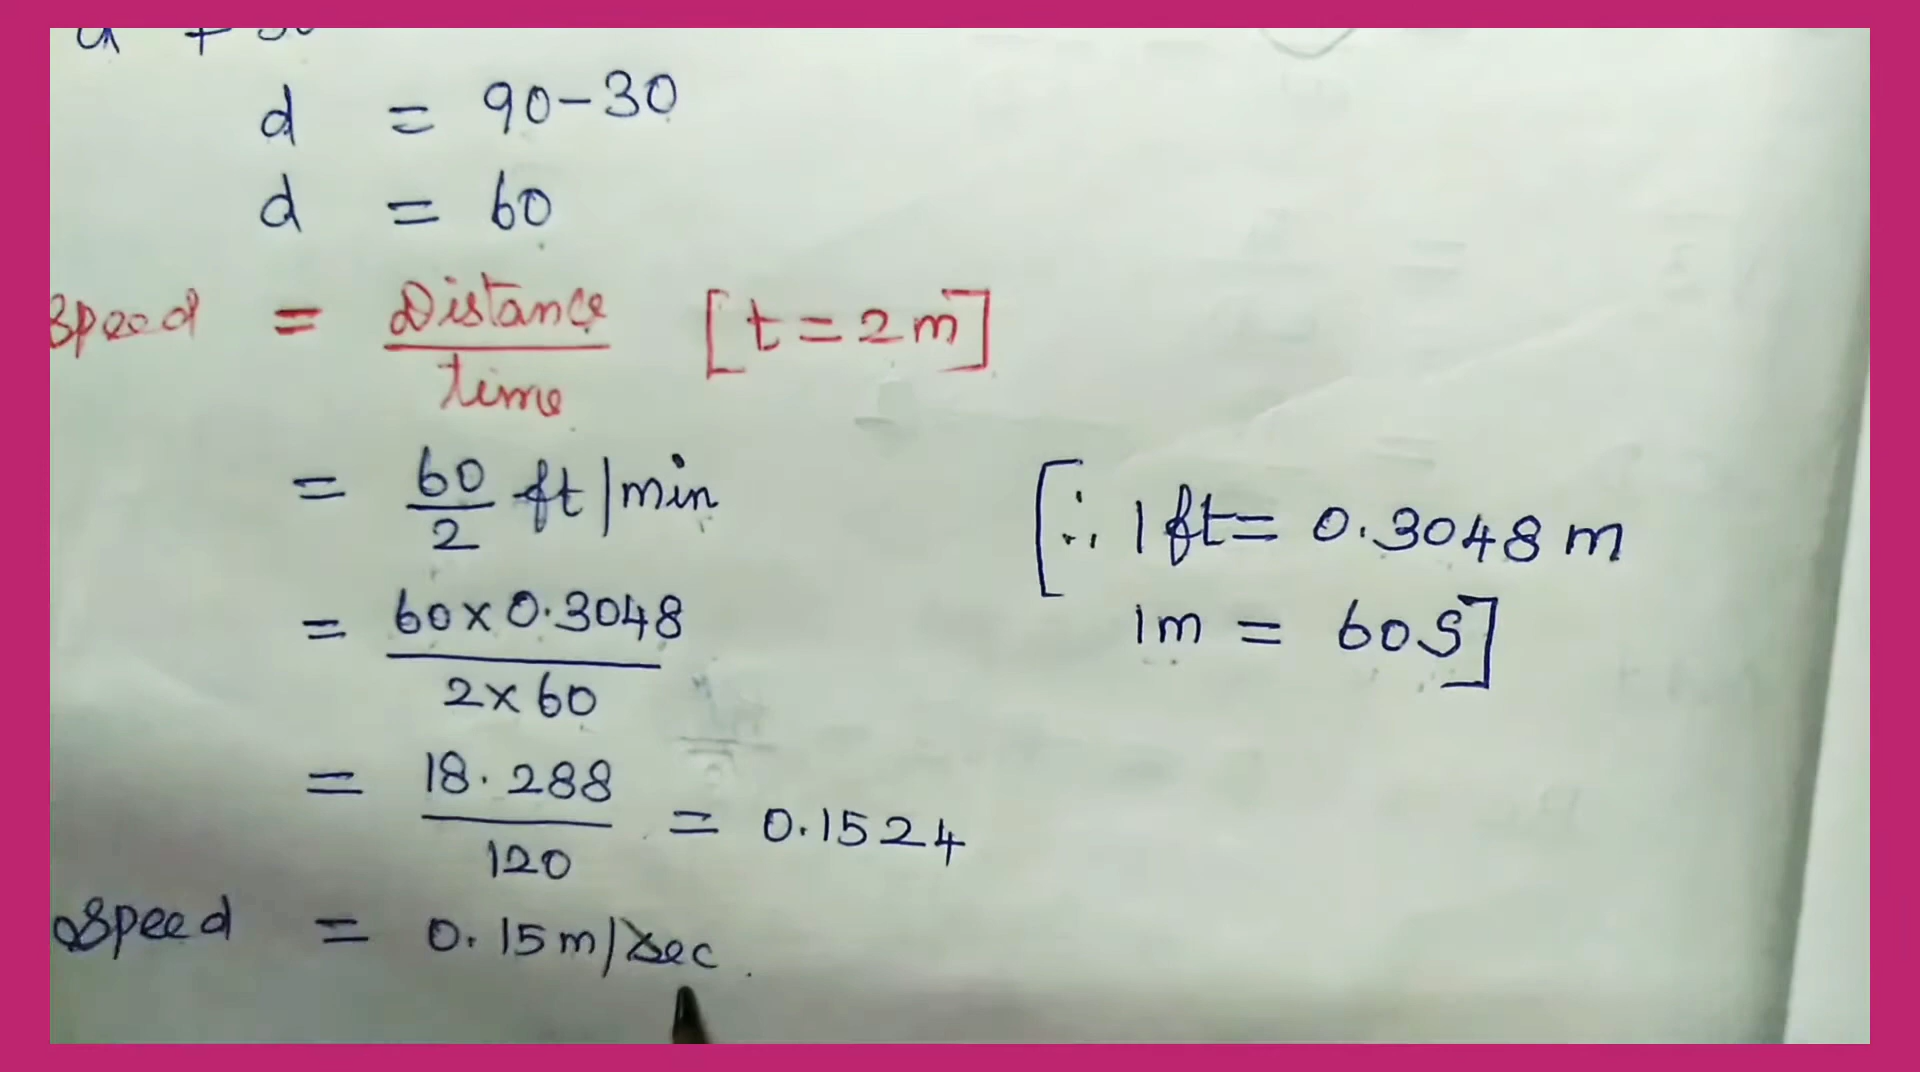 d = 90-30
d = 60
Speed = Distance/time [t = 2m]
= 60/2 ft/min
[∵ 1ft = 0.3048 m
= 60 x 0.3048/2 x 60
1m = 60S]
= 18.288/120 = 0.1524
Speed = 0.15 m/sec.